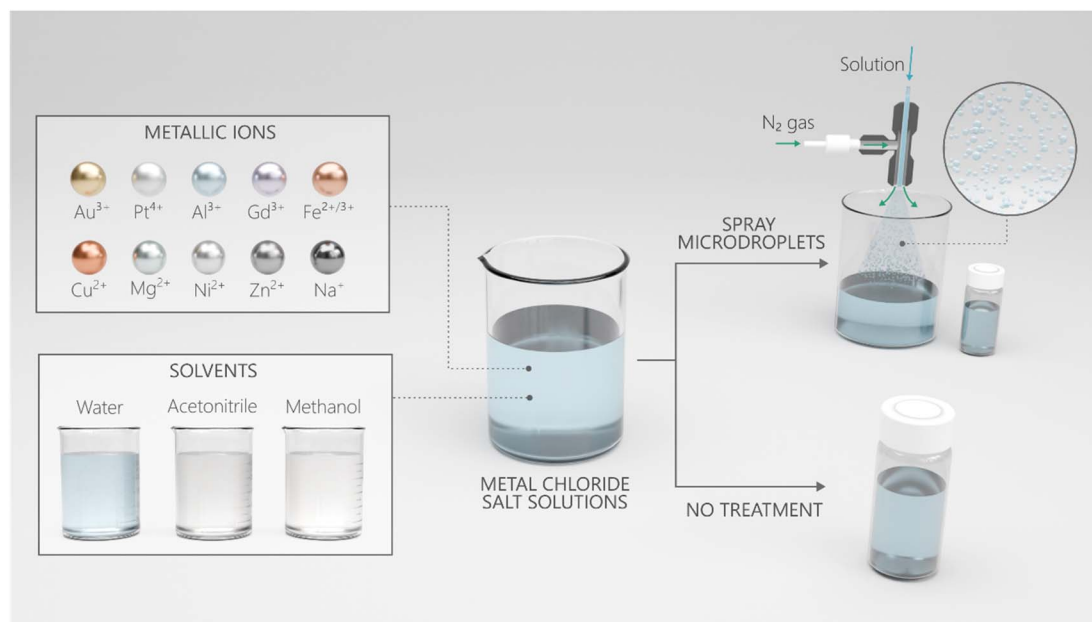 METALLIC IONS
Au³⁺ Pt⁴⁺ Al³⁺ Gd³⁺ Fe²⁺/³⁺
Cu²⁺ Mg²⁺ Ni²⁺ Zn²⁺ Na⁺
SOLVENTS
Water Acetonitrile Methanol
METAL CHLORIDE
SALT SOLUTIONS
Solution
N₂ gas
SPRAY
MICRODROPLETS
NO TREATMENT